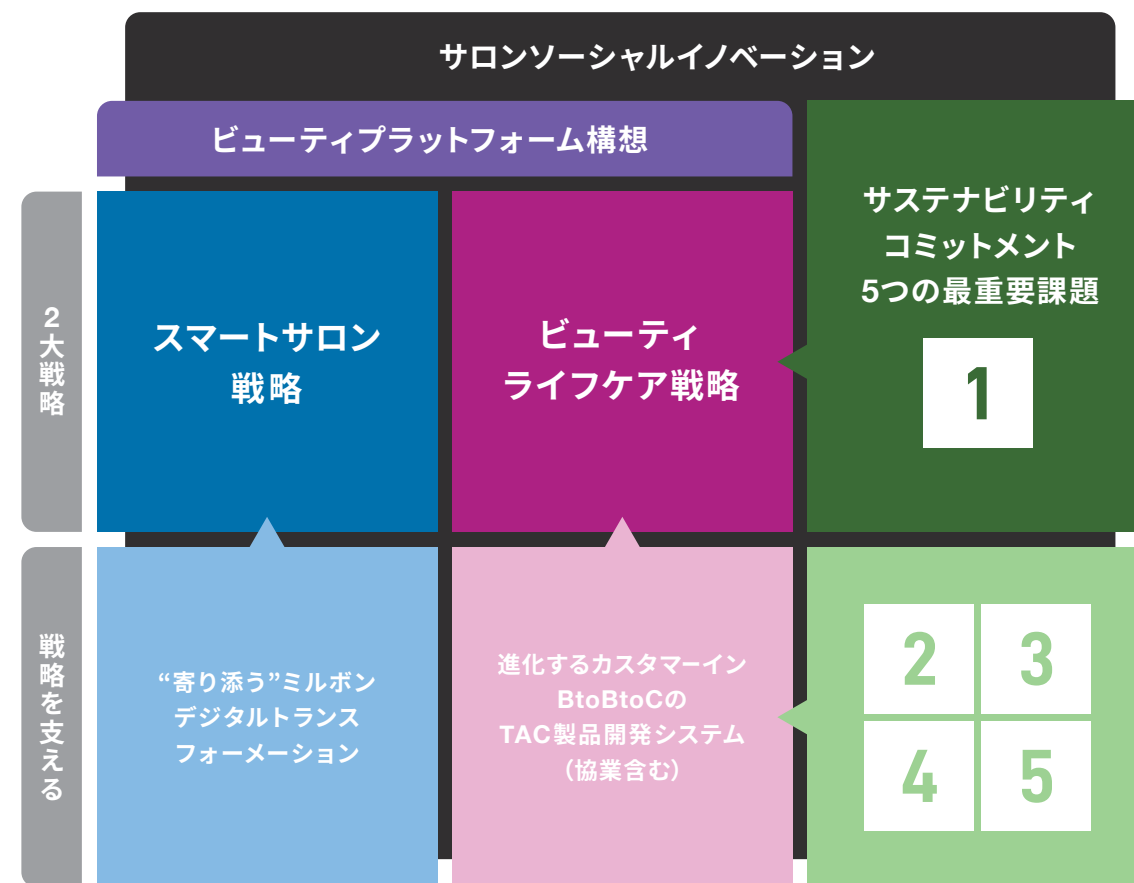 サロンソーシャルイノベーション
ビューティプラットフォーム構想
2大戦略
スマートサロン
戦略
ビューティ
ライフケア戦略
サステナビリティ
コミットメント
5つの最重要課題
1
戦略を支える
“寄り添う”ミルボン
デジタルトランス
フォーメーション
進化するカスタマーイン
BtoBtoCの
TAC製品開発システム
(協業含む)
2 3
4 5